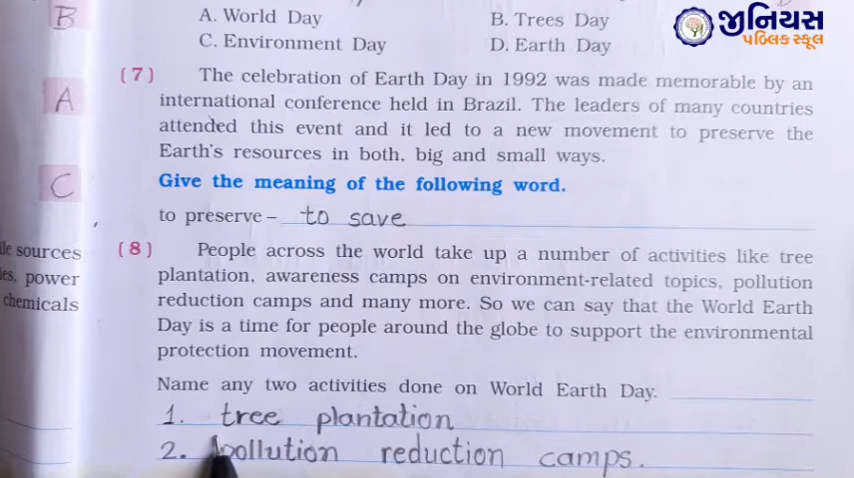 B
A. World Day B. Trees Day
C. Environment Day D. Earth Day
જીનિયસ
પબ્લિક સ્કૂલ
(7) The celebration of Earth Day in 1992 was made memorable by an
A
international conference held in Brazil. The leaders of many countries
attended this event and it led to a new movement to preserve the
Earth's resources in both, big and small ways.
C
Give the meaning of the following word.
to preserve – to save
le sources
es, power
chemicals
(8) People across the world take up a number of activities like tree
plantation, awareness camps on environment-related topics, pollution
reduction camps and many more. So we can say that the World Earth
Day is a time for people around the globe to support the environmental
protection movement.
Name any two activities done on World Earth Day.
1. tree plantation
2. pollution reduction camps.